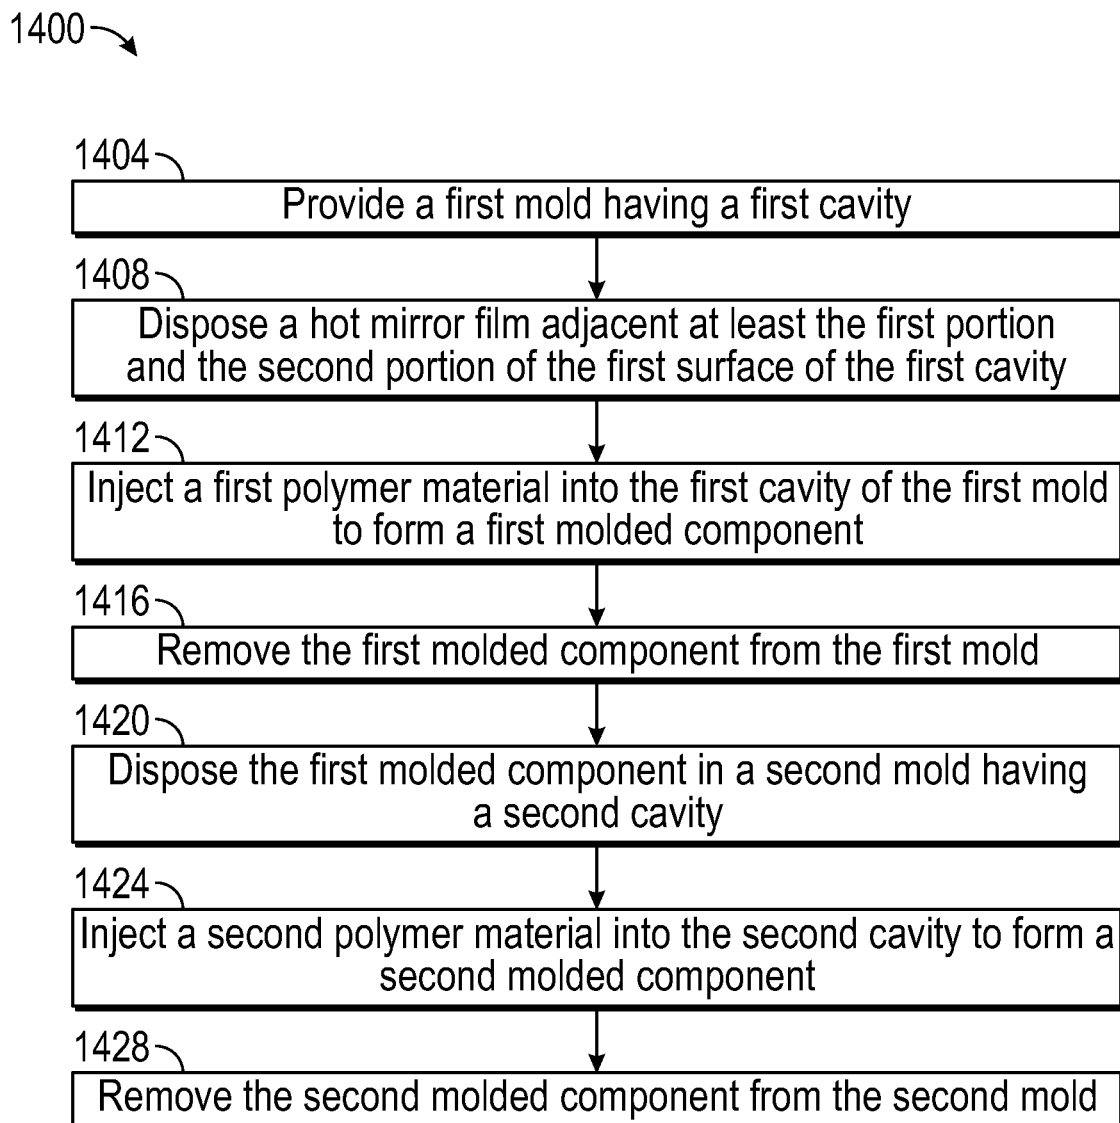 1400
1404
Provide a first mold having a first cavity
1408
Dispose a hot mirror film adjacent at least the first portion
and the second portion of the first surface of the first cavity
1412
Inject a first polymer material into the first cavity of the first mold
to form a first molded component
1416
Remove the first molded component from the first mold
1420
Dispose the first molded component in a second mold having
a second cavity
1424
Inject a second polymer material into the second cavity to form a
second molded component
1428
Remove the second molded component from the second mold